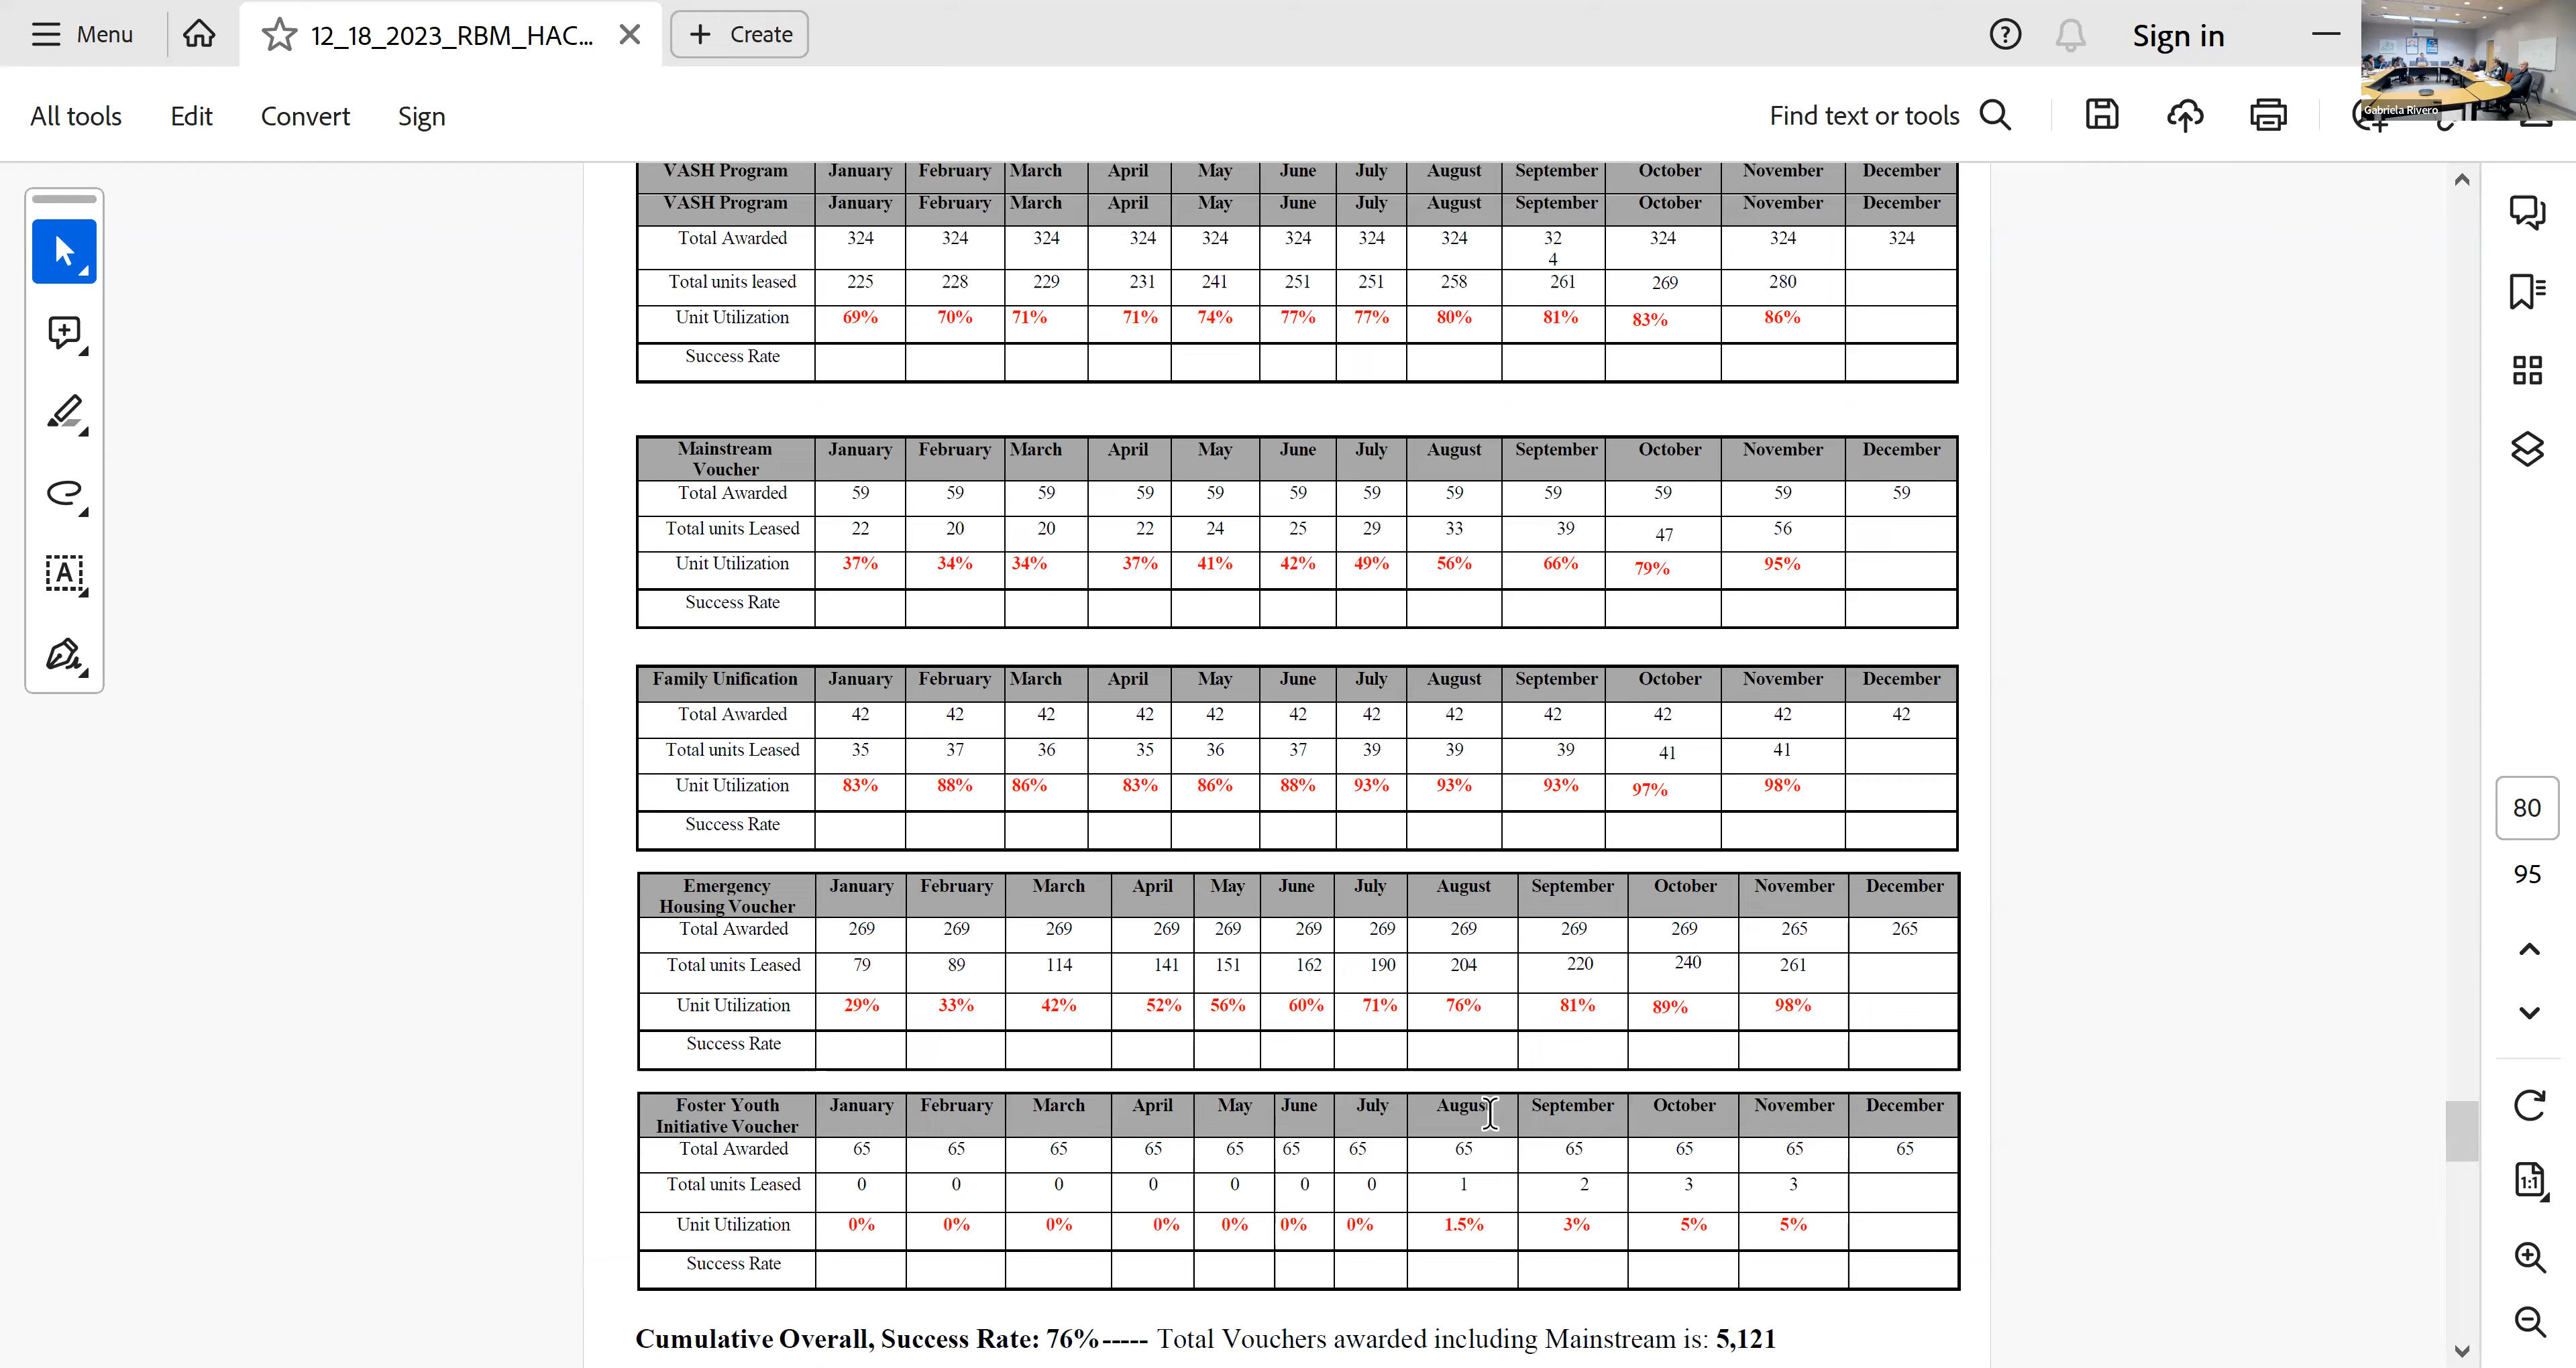 Menu 12_18_2023_RBM_HAC... Create Sign in
Gabriela Rivero
All tools Edit Convert Sign Find text or tools
VASH Program January February March April May June July August September October November December
VASH Program January February March April May June July August September October November December
Total Awarded 324 324 324 324 324 324 324 324 32 324 324 324
4
Total units leased 225 228 229 231 241 251 251 258 261 269 280
Unit Utilization 69% 70% 71% 71% 74% 77% 77% 80% 81% 83% 86%
Success Rate
Mainstream January February March April May June July August September October November December
Voucher
Total Awarded 59 59 59 59 59 59 59 59 59 59 59 59
Total units Leased 22 20 20 22 24 25 29 33 39 47 56
Unit Utilization 37% 34% 34% 37% 41% 42% 49% 56% 66% 79% 95%
Success Rate
Family Unification January February March April May June July August September October November December
Total Awarded 42 42 42 42 42 42 42 42 42 42 42 42
Total units Leased 35 37 36 35 36 37 39 39 39 41 41
Unit Utilization 83% 88% 86% 83% 86% 88% 93% 93% 93% 97% 98%
Success Rate
80
95
Emergency January February March April May June July August September October November December
Housing Voucher
Total Awarded 269 269 269 269 269 269 269 269 269 269 265 265
Total units Leased 79 89 114 141 151 162 190 204 220 240 261
Unit Utilization 29% 33% 42% 52% 56% 60% 71% 76% 81% 89% 98%
Success Rate
Foster Youth January February March April May June July August September October November December
Initiative Voucher
Total Awarded 65 65 65 65 65 65 65 65 65 65 65 65
Total units Leased 0 0 0 0 0 0 0 1 2 3 3
Unit Utilization 0% 0% 0% 0% 0% 0% 0% 1.5% 3% 5% 5%
Success Rate
1:1
Cumulative Overall, Success Rate: 76%----- Total Vouchers awarded including Mainstream is: 5,121